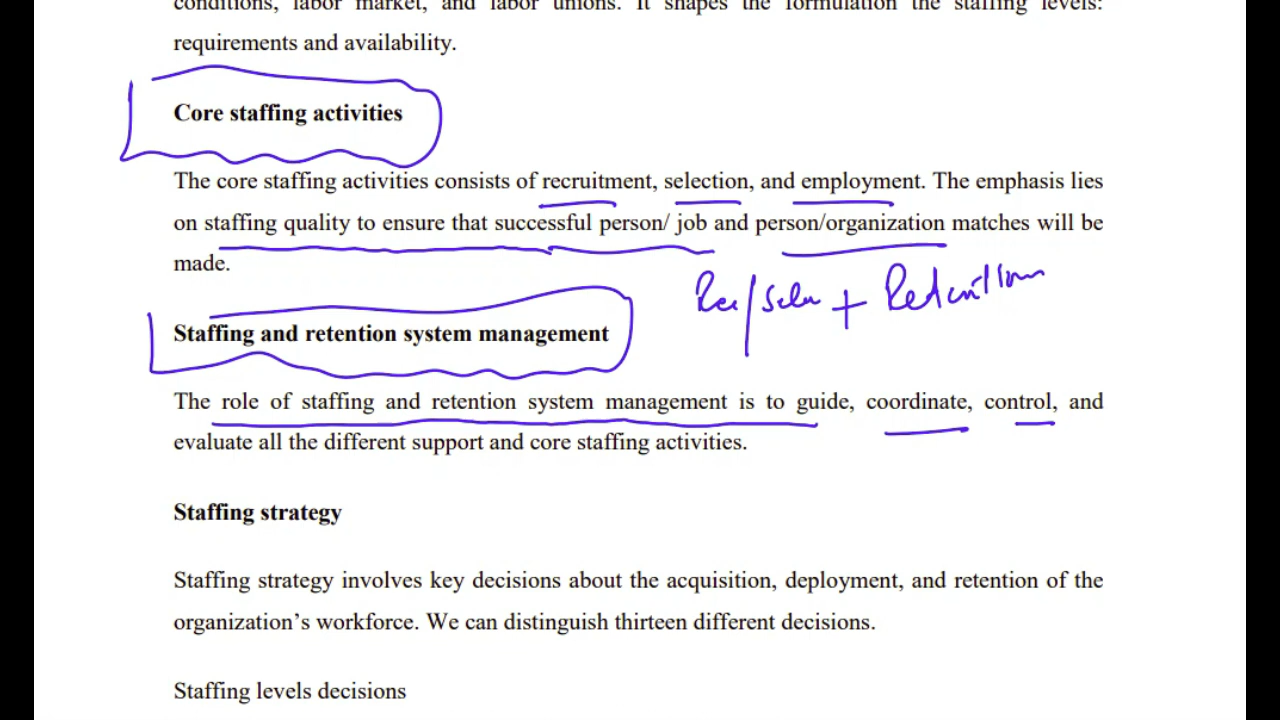 conditions, labor market, and labor unions. It shapes the formulation the staffing levels:
requirements and availability.
Core staffing activities
The core staffing activities consists of recruitment, selection, and employment. The emphasis lies
on staffing quality to ensure that successful person/ job and person/organization matches will be
made.
Rec/Selec + Retention
Staffing and retention system management
The role of staffing and retention system management is to guide, coordinate, control, and
evaluate all the different support and core staffing activities.
Staffing strategy
Staffing strategy involves key decisions about the acquisition, deployment, and retention of the
organization’s workforce. We can distinguish thirteen different decisions.
Staffing levels decisions